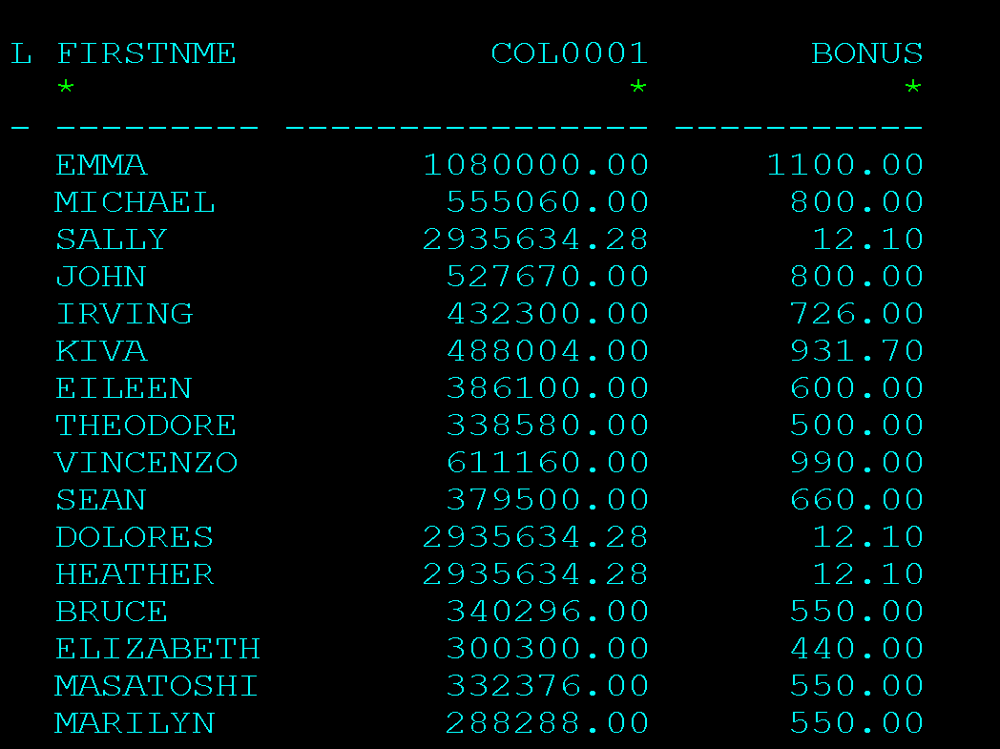 L FIRSTNME COL0001 BONUS
* * *
- --------- ---------------- -----------
EMMA 1080000.00 1100.00
MICHAEL 555060.00 800.00
SALLY 2935634.28 12.10
JOHN 527670.00 800.00
IRVING 432300.00 726.00
KIVA 488004.00 931.70
EILEEN 386100.00 600.00
THEODORE 338580.00 500.00
VINCENZO 611160.00 990.00
SEAN 379500.00 660.00
DOLORES 2935634.28 12.10
HEATHER 2935634.28 12.10
BRUCE 340296.00 550.00
ELIZABETH 300300.00 440.00
MASATOSHI 332376.00 550.00
MARILYN 288288.00 550.00